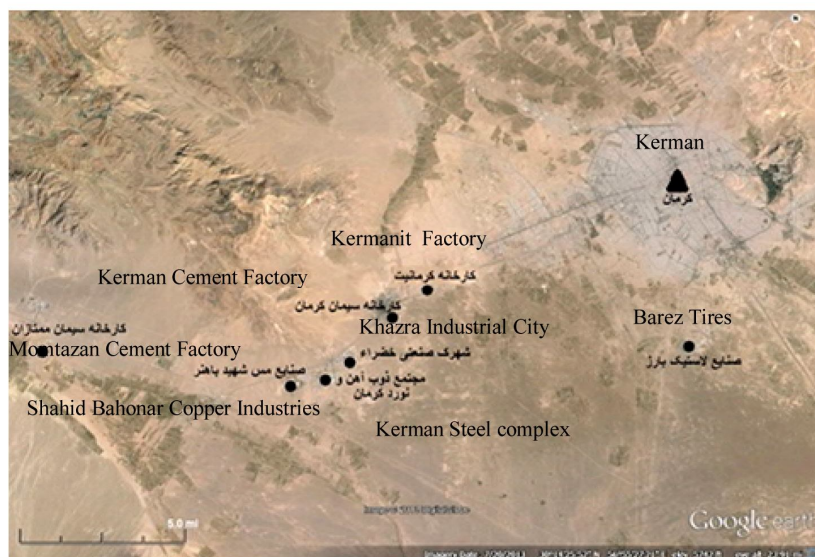 Kerman
کرمان
Kermanit Factory
کارخانه کرمانیت
Kerman Cement Factory
کارخانه سیمان کرمان
Khazra Industrial City
شهرک صنعتی خضراء
Barez Tires
صنایع لاستیک بارز
کارخانه سیمان ممتازان
Momtazan Cement Factory
صنایع مس شهید باهنر
Shahid Bahonar Copper Industries
مجتمع ذوب آهن و
نورد کرمان
Kerman Steel complex
Google earth
5.0 mi